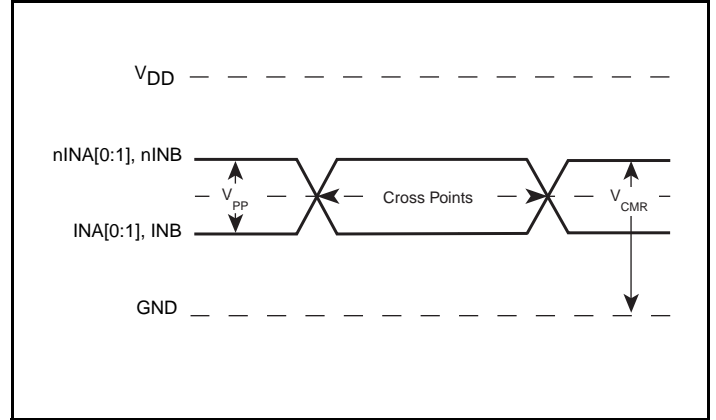 VDD
nINA[0:1], nINB
VPP
Cross Points
VCMR
INA[0:1], INB
GND